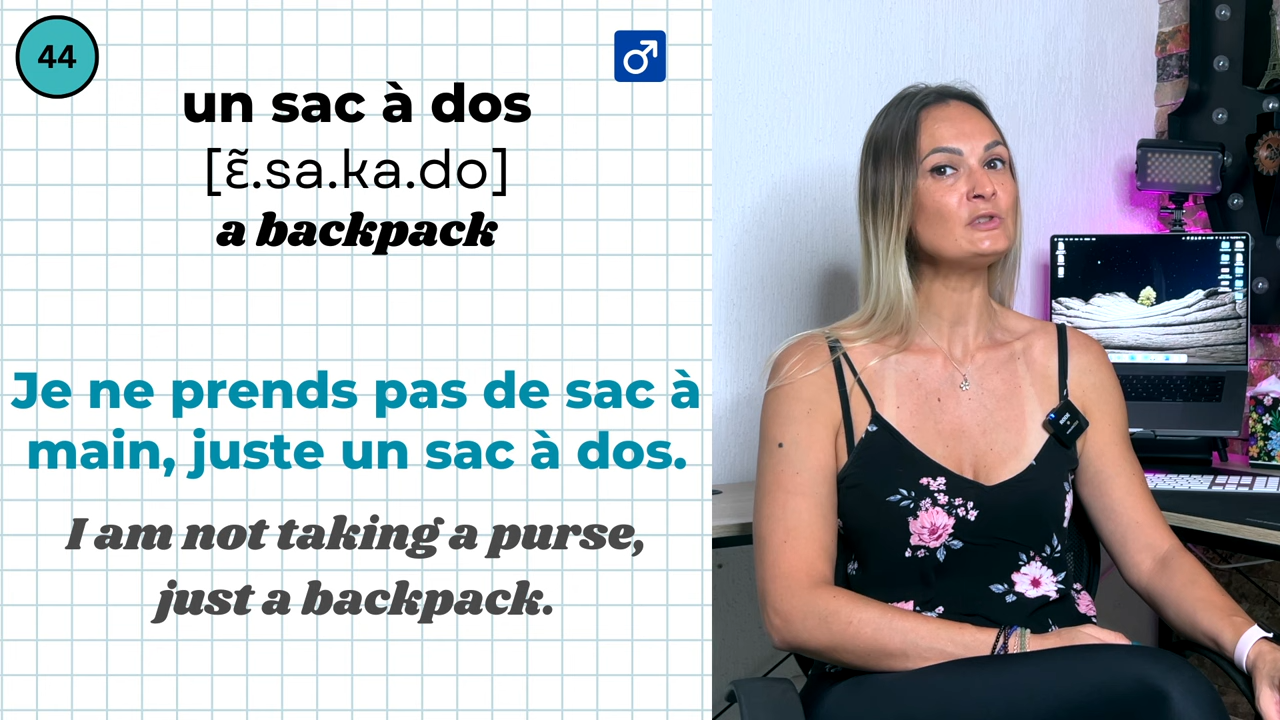 44
un sac à dos
[ɛ̃.sa.ka.do]
a backpack
Je ne prends pas de sac à
main, juste un sac à dos.
I am not taking a purse,
just a backpack.